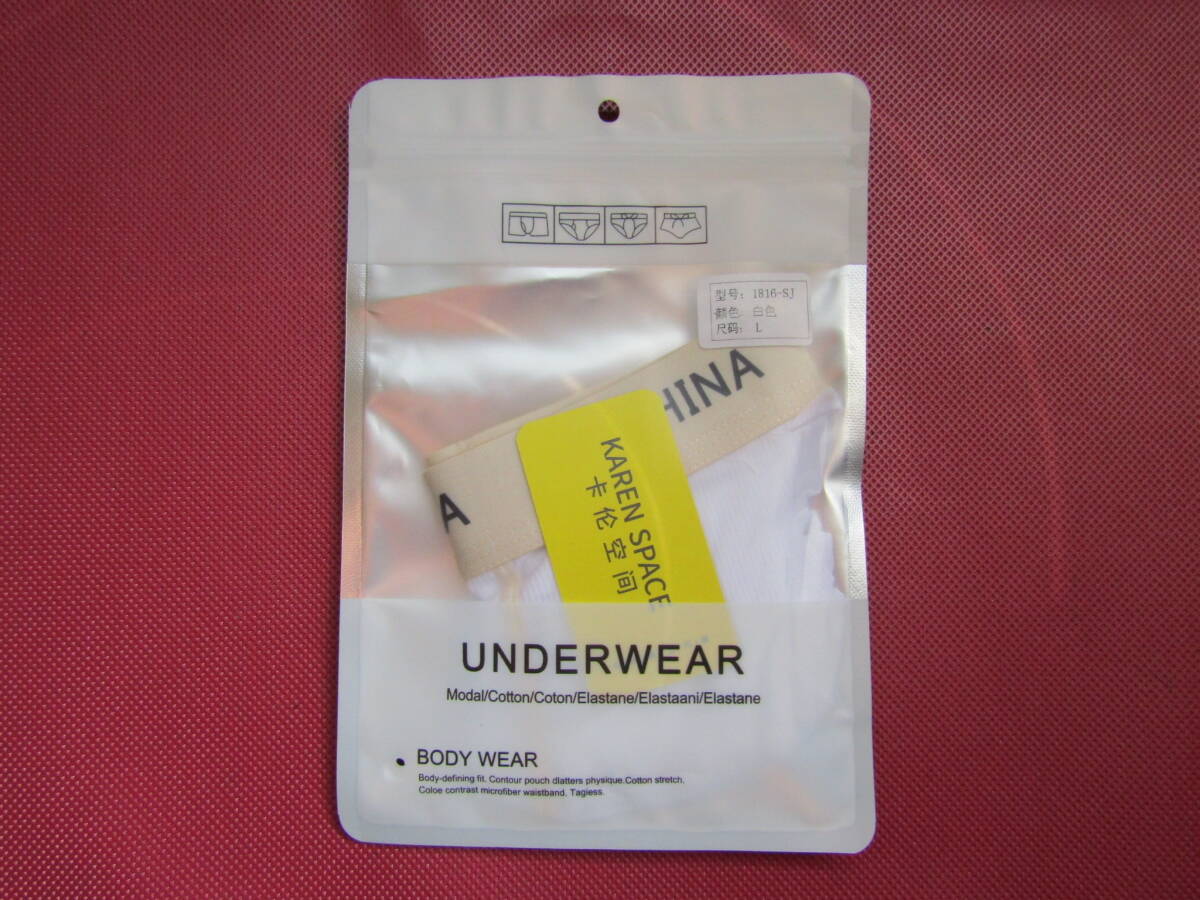 型号: 1816-SJ
颜色: 白色
尺码: L
HINA
A
KAREN SPACE
卡伦空间
UNDERWEAR
Modal/Cotton/Coton/Elastane/Elastaani/Elastane
BODY WEAR
Body-defining fit. Contour pouch dlatters physique.Cotton stretch.
Coloe contrast microfiber waistband. Tagiess.